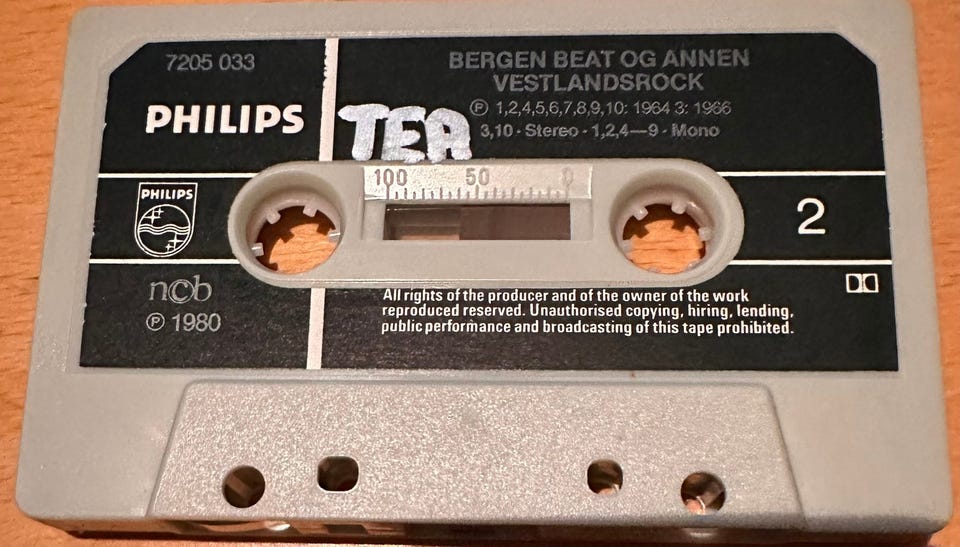 7205 033
PHILIPS
BERGEN BEAT OG ANNEN
VESTLANDSROCK
℗ 1,2,4,5,6,7,8,9,10: 1964 3: 1966
3,10 - Stereo - 1,2,4—9 - Mono
TEA
100 50 0
PHILIPS
2
ncb
℗ 1980
All rights of the producer and of the owner of the work
reproduced reserved. Unauthorised copying, hiring, lending,
public performance and broadcasting of this tape prohibited.